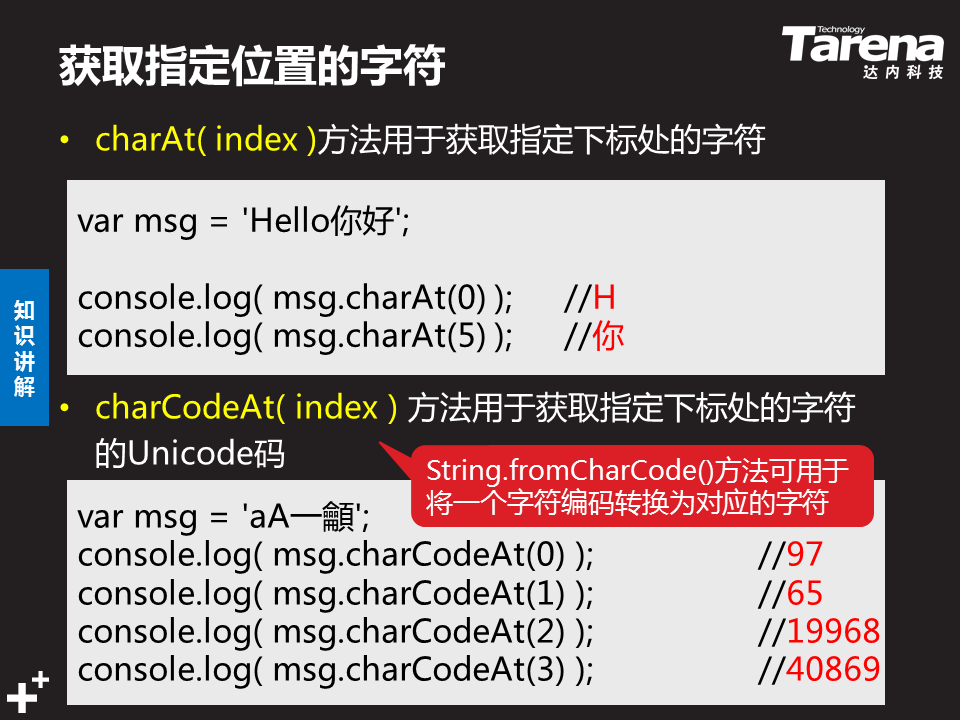 获取指定位置的字符
Technology
Tarena
达内科技
• charAt( index )方法用于获取指定下标处的字符
var msg = 'Hello你好';
console.log( msg.charAt(0) ); //H
console.log( msg.charAt(5) ); //你
知识讲解
• charCodeAt( index ) 方法用于获取指定下标处的字符
的Unicode码
String.fromCharCode()方法可用于
将一个字符编码转换为对应的字符
var msg = 'aA一龥';
console.log( msg.charCodeAt(0) ); //97
console.log( msg.charCodeAt(1) ); //65
console.log( msg.charCodeAt(2) ); //19968
console.log( msg.charCodeAt(3) ); //40869
++